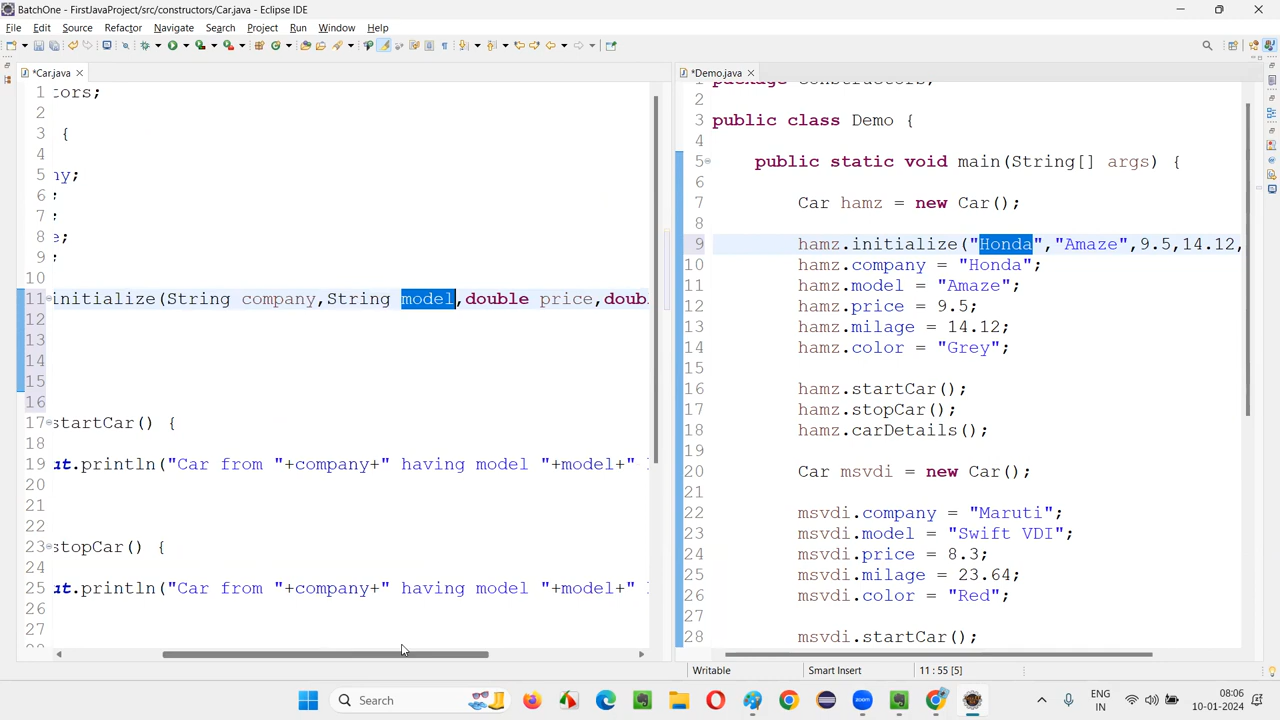 BatchOne - FirstJavaProject/src/constructors/Car.java - Eclipse IDE
File Edit Source Refactor Navigate Search Project Run Window Help
*Car.java
1 :ors;
2
3 {
4
5 ny;
6 ;
7 ;
8 e;
9 ;
10
11 initialize(String company,String model,double price,doub
12
13
14
15
16
17 startCar() {
18
19 ut.println("Car from "+company+" having model "+model+"
20
21
22
23 stopCar() {
24
25 ut.println("Car from "+company+" having model "+model+"
26
27
*Demo.java
2
3 public class Demo {
4
5 public static void main(String[] args) {
6
7 Car hamz = new Car();
8
9 hamz.initialize("Honda","Amaze",9.5,14.12,
10 hamz.company = "Honda";
11 hamz.model = "Amaze";
12 hamz.price = 9.5;
13 hamz.milage = 14.12;
14 hamz.color = "Grey";
15
16 hamz.startCar();
17 hamz.stopCar();
18 hamz.carDetails();
19
20 Car msvdi = new Car();
21
22 msvdi.company = "Maruti";
23 msvdi.model = "Swift VDI";
24 msvdi.price = 8.3;
25 msvdi.milage = 23.64;
26 msvdi.color = "Red";
27
28 msvdi.startCar();
Writable Smart Insert 11 : 55 [5]
Search
ENG
IN
08:06
10-01-2024